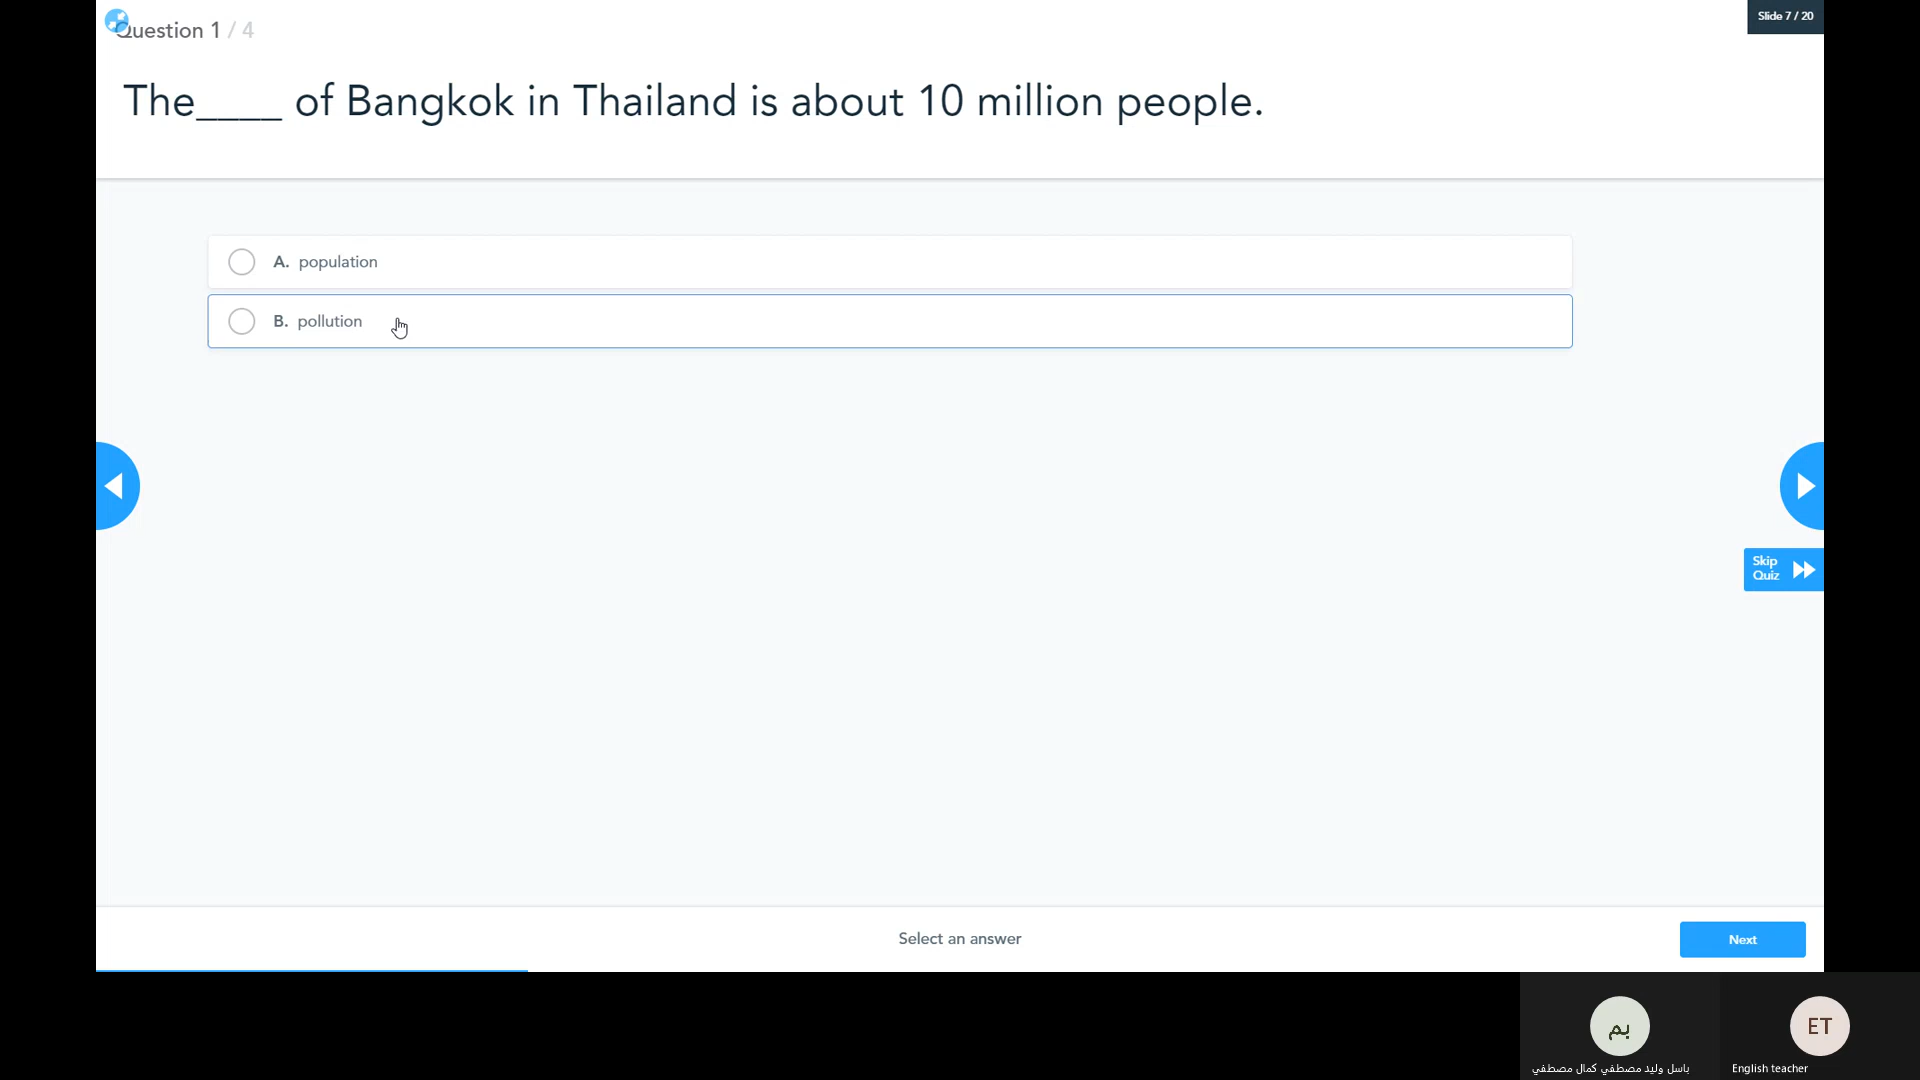 Question 1 / 4
Slide 7 / 20
The____ of Bangkok in Thailand is about 10 million people.
A. population
B. pollution
Skip
Quiz
Select an answer
Next
بم
ET
باسل وليد مصطفي كمال مصطفي
English teacher